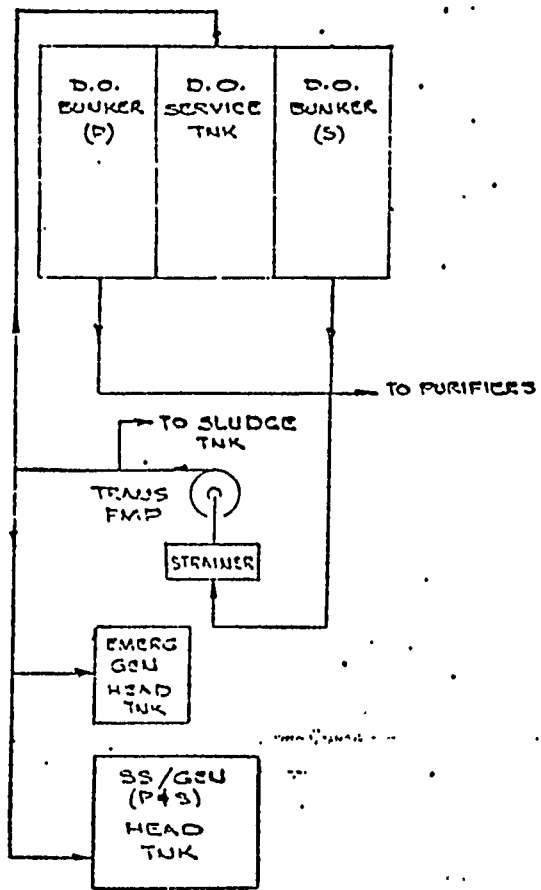 D.O.
BUNKER
(P)
D.O.
SERVICE
TNK
D.O.
BUNKER
(S)
TO PURIFIERS
TO SLUDGE
TNK
TRANS
PMP
STRAINER
EMERG
GEN
HEAD
TNK
SS/GEN
(P&S)
HEAD
TNK